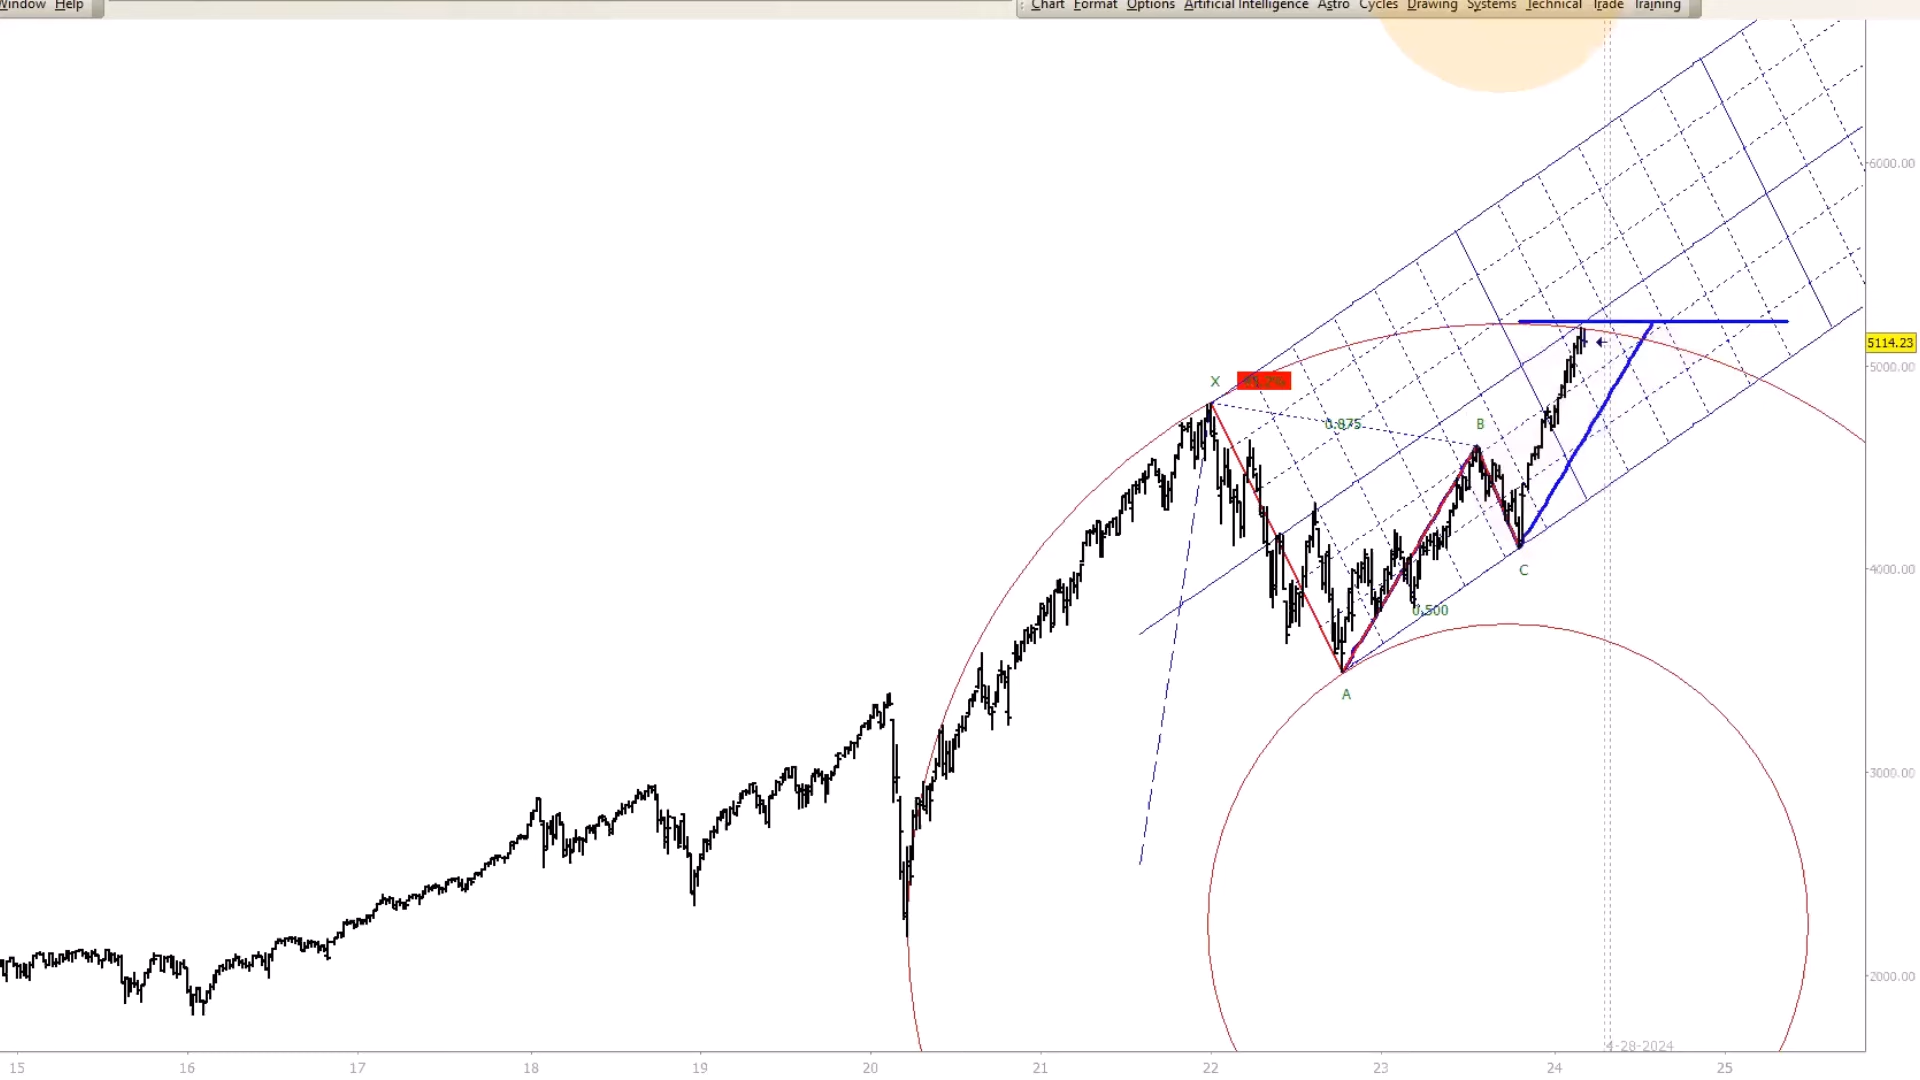 Window Help
Chart Format Options Artificial Intelligence Astro Cycles Drawing Systems Technical Trade Training
6000.00
5114.23
5000.00
X
0.875
B
4000.00
C
0.500
A
3000.00
2000.00
4-28-2024
15 16 17 18 19 20 21 22 23 24 25